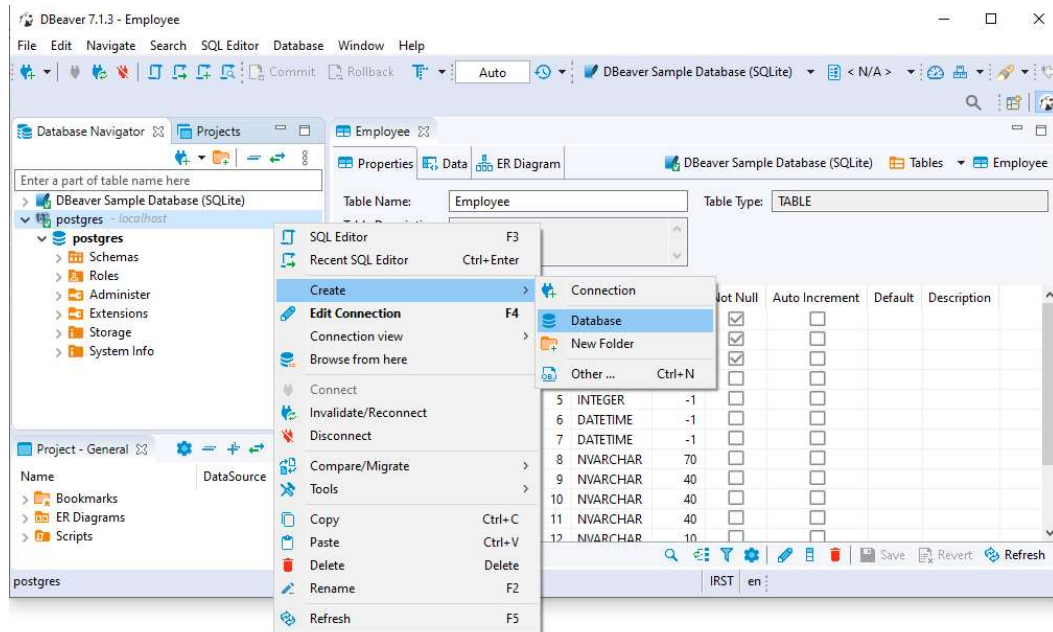 DBeaver 7.1.3 - Employee
File Edit Navigate Search SQL Editor Database Window Help
Commit Rollback Auto DBeaver Sample Database (SQLite) < N/A >
Database Navigator Projects
Enter a part of table name here
DBeaver Sample Database (SQLite)
postgres - localhost
postgres
Schemas
Roles
Administer
Extensions
Storage
System Info
Project - General
Name DataSource
Bookmarks
ER Diagrams
Scripts
postgres
Employee
Properties Data ER Diagram DBeaver Sample Database (SQLite) Tables Employee
Table Name: Employee Table Type: TABLE
Not Null Auto Increment Default Description
5 INTEGER -1
6 DATETIME -1
7 DATETIME -1
8 NVARCHAR 70
9 NVARCHAR 40
10 NVARCHAR 40
11 NVARCHAR 40
12 NVARCHAR 10
Save Revert Refresh
IRST en
SQL Editor F3
Recent SQL Editor Ctrl+Enter
Create
Edit Connection F4
Connection view
Browse from here
Connect
Invalidate/Reconnect
Disconnect
Compare/Migrate
Tools
Copy Ctrl+C
Paste Ctrl+V
Delete Delete
Rename F2
Refresh F5
Connection
Database
New Folder
Other ... Ctrl+N